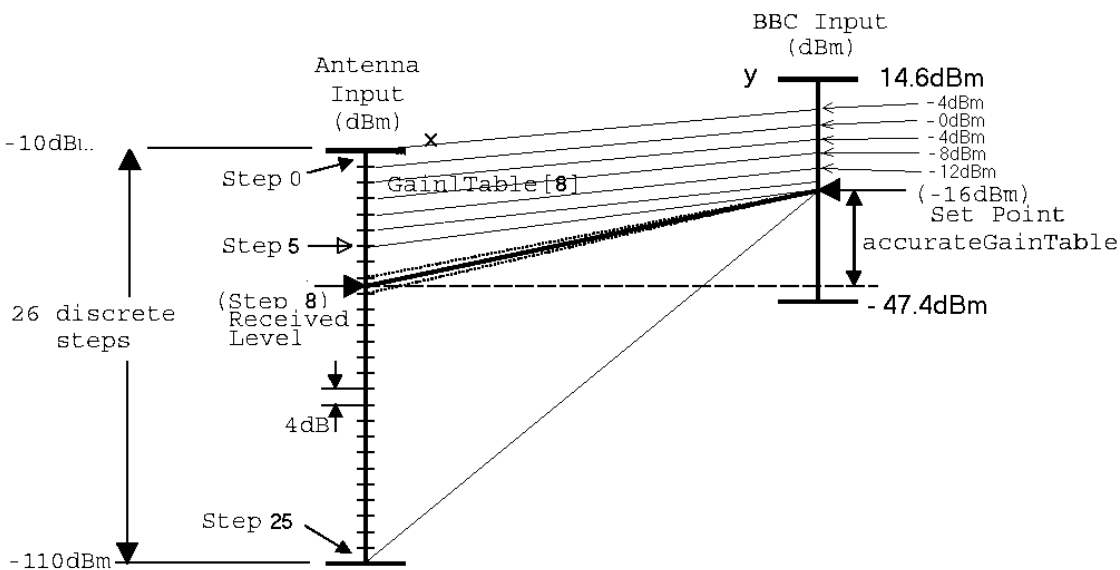 BBC Input
(dBm)
Antenna
Input
(dBm)
y
14.6dBm
x
-10dB
-4dBm
-0dBm
-4dBm
-8dBm
-12dBm
Step 0
GainTable[8]
(-16dBm)
Set Point
Step 5
accurateGainTable
(Step 8)
Received
Level
-47.4dBm
26 discrete
steps
4dB
Step 25
-110dBm